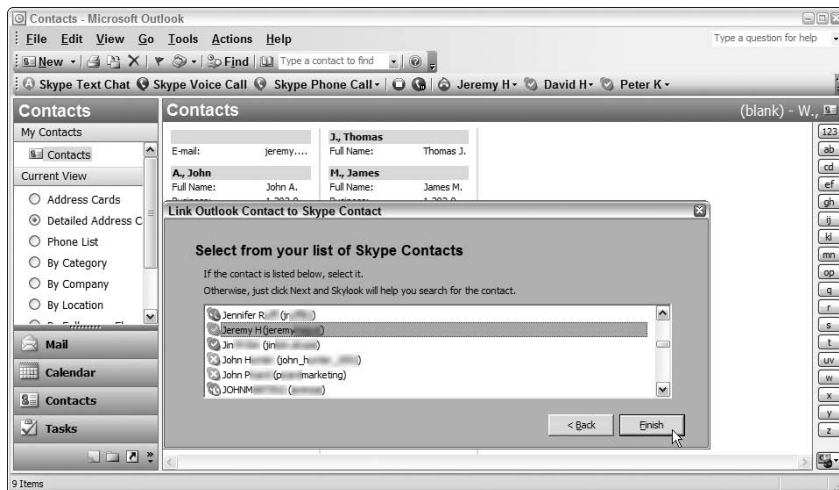 Contacts - Microsoft Outlook
File Edit View Go Tools Actions Help
Type a question for help
New Find Type a contact to find
Skype Text Chat Skype Voice Call Skype Phone Call Jeremy H David H Peter K
Contacts
Contacts
(blank) - W.,
My Contacts
Contacts
Current View
Address Cards
Detailed Address C
Phone List
By Category
By Company
By Location
Mail
Calendar
Contacts
Tasks
E-mail: jeremy....
A., John
Full Name: John A.
J., Thomas
Full Name: Thomas J.
M., James
Full Name: James M.
Link Outlook Contact to Skype Contact
Select from your list of Skype Contacts
If the contact is listed below, select it.
Otherwise, just click Next and Skylook will help you search for the contact.
Jennifer R
Jeremy H(jeremy )
Jin (jin )
John H (john_h )
John P (p marketing)
JOHNM ( )
< Back
Finish
123
ab
cd
ef
gh
ij
kl
mn
op
q
r
s
t
uv
w
x
y
z
9 Items